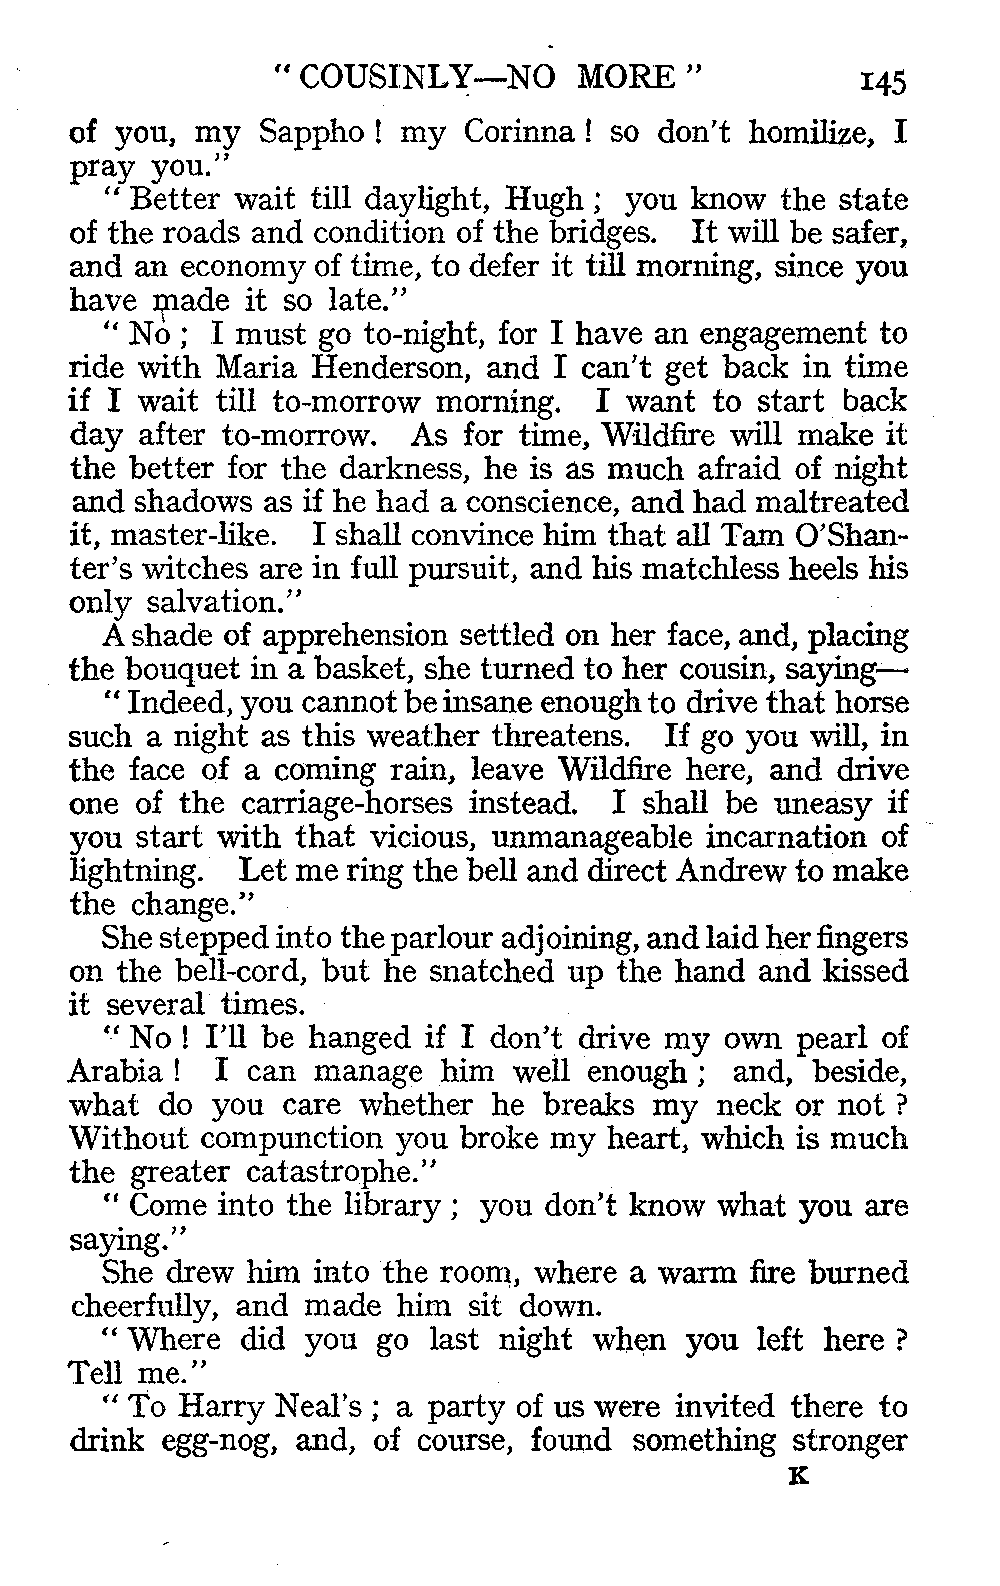 " COUSINLY—NO MORE " 145
of you, my Sappho ! my Corinna ! so don't homilize, I
pray you."
" Better wait till daylight, Hugh ; you know the state
of the roads and condition of the bridges. It will be safer,
and an economy of time, to defer it till morning, since you
have made it so late."
" No ; I must go to-night, for I have an engagement to
ride with Maria Henderson, and I can't get back in time
if I wait till to-morrow morning. I want to start back
day after to-morrow. As for time, Wildfire will make it
the better for the darkness, he is as much afraid of night
and shadows as if he had a conscience, and had maltreated
it, master-like. I shall convince him that all Tam O'Shan-
ter's witches are in full pursuit, and his matchless heels his
only salvation."
A shade of apprehension settled on her face, and, placing
the bouquet in a basket, she turned to her cousin, saying—
" Indeed, you cannot be insane enough to drive that horse
such a night as this weather threatens. If go you will, in
the face of a coming rain, leave Wildfire here, and drive
one of the carriage-horses instead. I shall be uneasy if
you start with that vicious, unmanageable incarnation of
lightning. Let me ring the bell and direct Andrew to make
the change."
She stepped into the parlour adjoining, and laid her fingers
on the bell-cord, but he snatched up the hand and kissed
it several times.
" No ! I'll be hanged if I don't drive my own pearl of
Arabia ! I can manage him well enough ; and, beside,
what do you care whether he breaks my neck or not ?
Without compunction you broke my heart, which is much
the greater catastrophe."
" Come into the library ; you don't know what you are
saying."
She drew him into the room, where a warm fire burned
cheerfully, and made him sit down.
" Where did you go last night when you left here ?
Tell me."
" To Harry Neal's ; a party of us were invited there to
drink egg-nog, and, of course, found something stronger
K